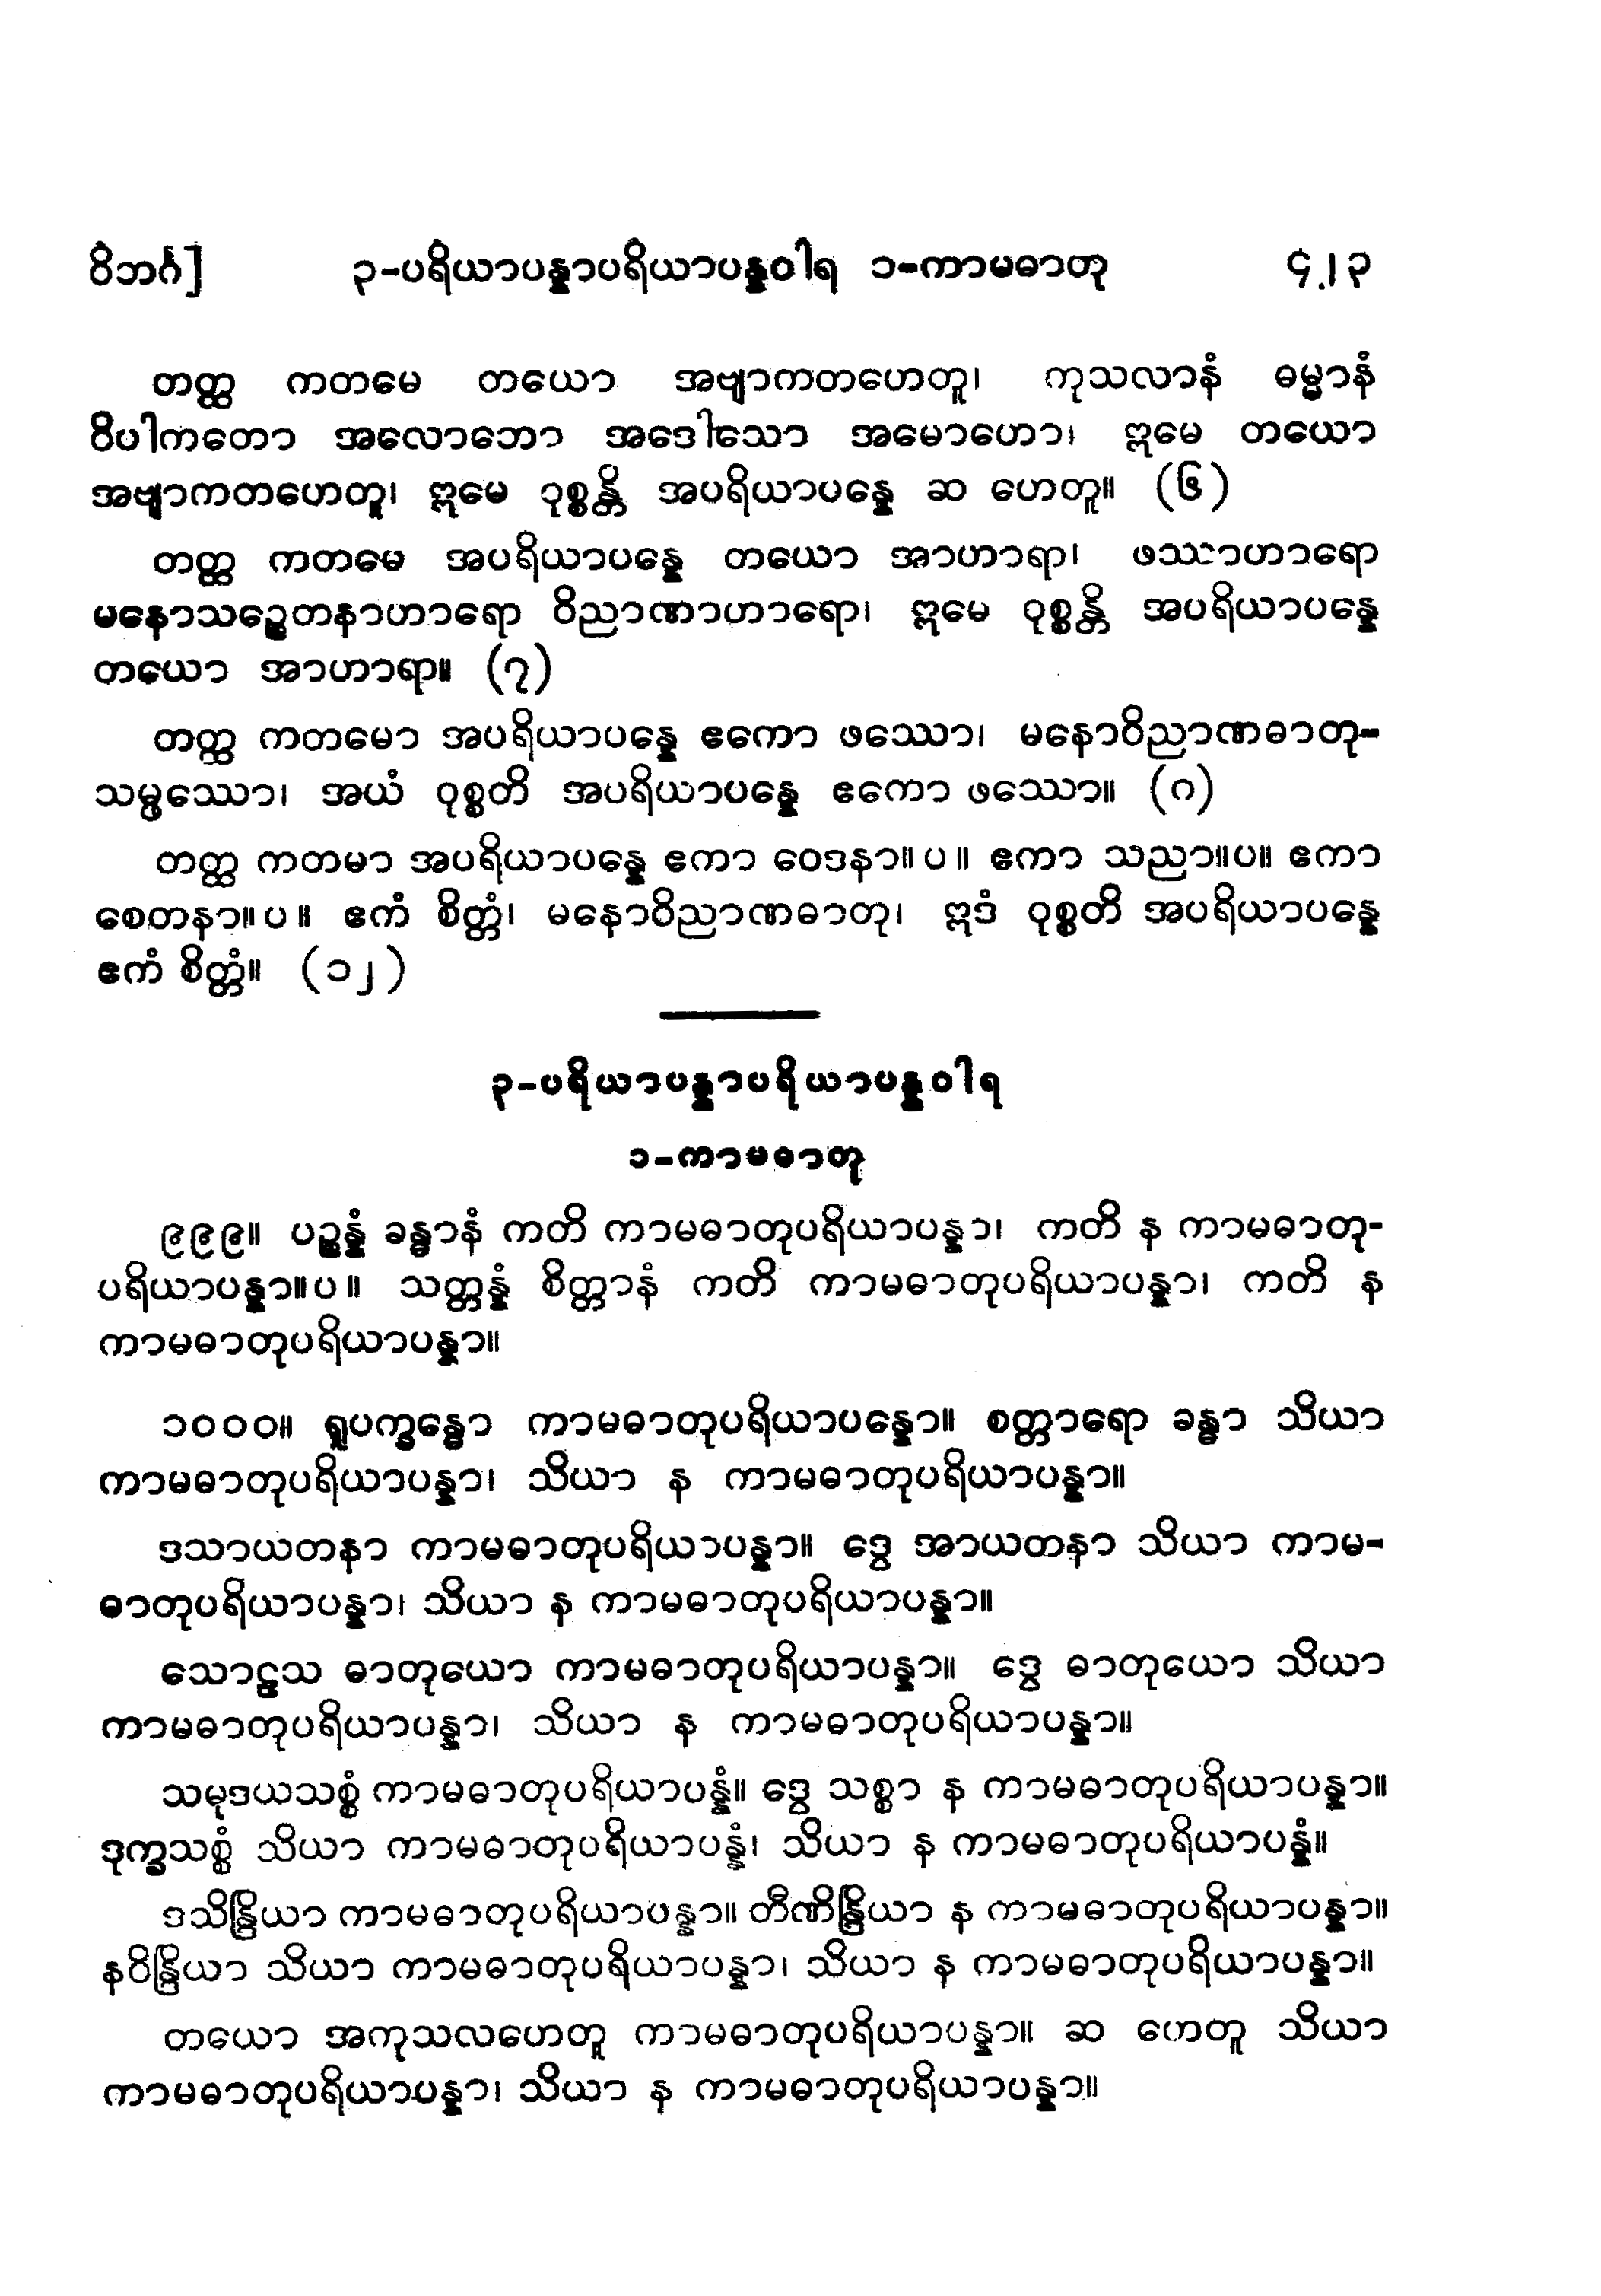 ဝိဘင်္ဂ] ၃-ပရိယာပန္နာပရိယာပန္နဝါရ ၁-ကာမဓာတု ၄၂၃
တတ္ထ ကတမေ တယော အဗျာကတဟေတူ၊ ကုသလာနံ ဓမ္မာနံ
ဝိပါကတော အလောဘော အဒေါသော အမောဟော၊ ဣမေ တယော
အဗျာကတဟေတူ၊ ဣမေ ဝုစ္စန္တိ အပရိယာပန္နေ ဆ ဟေတူ။ (၆)
တတ္ထ ကတမေ အပရိယာပန္နေ တယော အာဟာရာ၊ ဖဿာဟာရော
မနောသဉ္စေတနာဟာရော ဝိညာဏာဟာရော၊ ဣမေ ဝုစ္စန္တိ အပရိယာပန္နေ
တယော အာဟာရာ။ (၇)
တတ္ထ ကတမော အပရိယာပန္နေ ဧကော ဖဿော၊ မနောဝိညာဏဓာတု-
သမ္ဖဿော၊ အယံ ဝုစ္စတိ အပရိယာပန္နေ ဧကော ဖဿော။ (၈)
တတ္ထ ကတမာ အပရိယာပန္နေ ဧကာ ဝေဒနာ။ပ။ ဧကာ သညာ။ပ။ ဧကာ
စေတနာ။ပ။ ဧကံ စိတ္တံ၊ မနောဝိညာဏဓာတု၊ ဣဒံ ဝုစ္စတိ အပရိယာပန္နေ
ဧကံ စိတ္တံ။ (၁၂)
၃-ပရိယာပန္နာပရိယာပန္နဝါရ
၁-ကာမဓာတု
၉၉၉။ ပဉ္စန္နံ ခန္ဓာနံ ကတိ ကာမဓာတုပရိယာပန္နာ၊ ကတိ န ကာမဓာတု-
ပရိယာပန္နာ။ပ။ သတ္တန္နံ စိတ္တာနံ ကတိ ကာမဓာတုပရိယာပန္နာ၊ ကတိ န
ကာမဓာတုပရိယာပန္နာ။
၁၀၀၀။ ရူပက္ခန္ဓော ကာမဓာတုပရိယာပန္နော။ စတ္တာရော ခန္ဓာ သိယာ
ကာမဓာတုပရိယာပန္နာ၊ သိယာ န ကာမဓာတုပရိယာပန္နာ။
ဒသာယတနာ ကာမဓာတုပရိယာပန္နာ။ ဒွေ အာယတနာ သိယာ ကာမ-
ဓာတုပရိယာပန္နာ၊ သိယာ န ကာမဓာတုပရိယာပန္နာ။
သောဠသ ဓာတုယော ကာမဓာတုပရိယာပန္နာ။ ဒွေ ဓာတုယော သိယာ
ကာမဓာတုပရိယာပန္နာ၊ သိယာ န ကာမဓာတုပရိယာပန္နာ။
သမုဒယသစ္စံ ကာမဓာတုပရိယာပန္နံ။ ဒွေ သစ္စာ န ကာမဓာတုပရိယာပန္နာ။
ဒုက္ခသစ္စံ သိယာ ကာမဓာတုပရိယာပန္နံ၊ သိယာ န ကာမဓာတုပရိယာပန္နံ။
ဒသိန္ဒြိယာ ကာမဓာတုပရိယာပန္နာ။ တီဏိန္ဒြိယာ န ကာမဓာတုပရိယာပန္နာ။
နဝိန္ဒြိယာ သိယာ ကာမဓာတုပရိယာပန္နာ၊ သိယာ န ကာမဓာတုပရိယာပန္နာ။
တယော အကုသလဟေတူ ကာမဓာတုပရိယာပန္နာ။ ဆ ဟေတူ သိယာ
ကာမဓာတုပရိယာပန္နာ၊ သိယာ န ကာမဓာတုပရိယာပန္နာ။